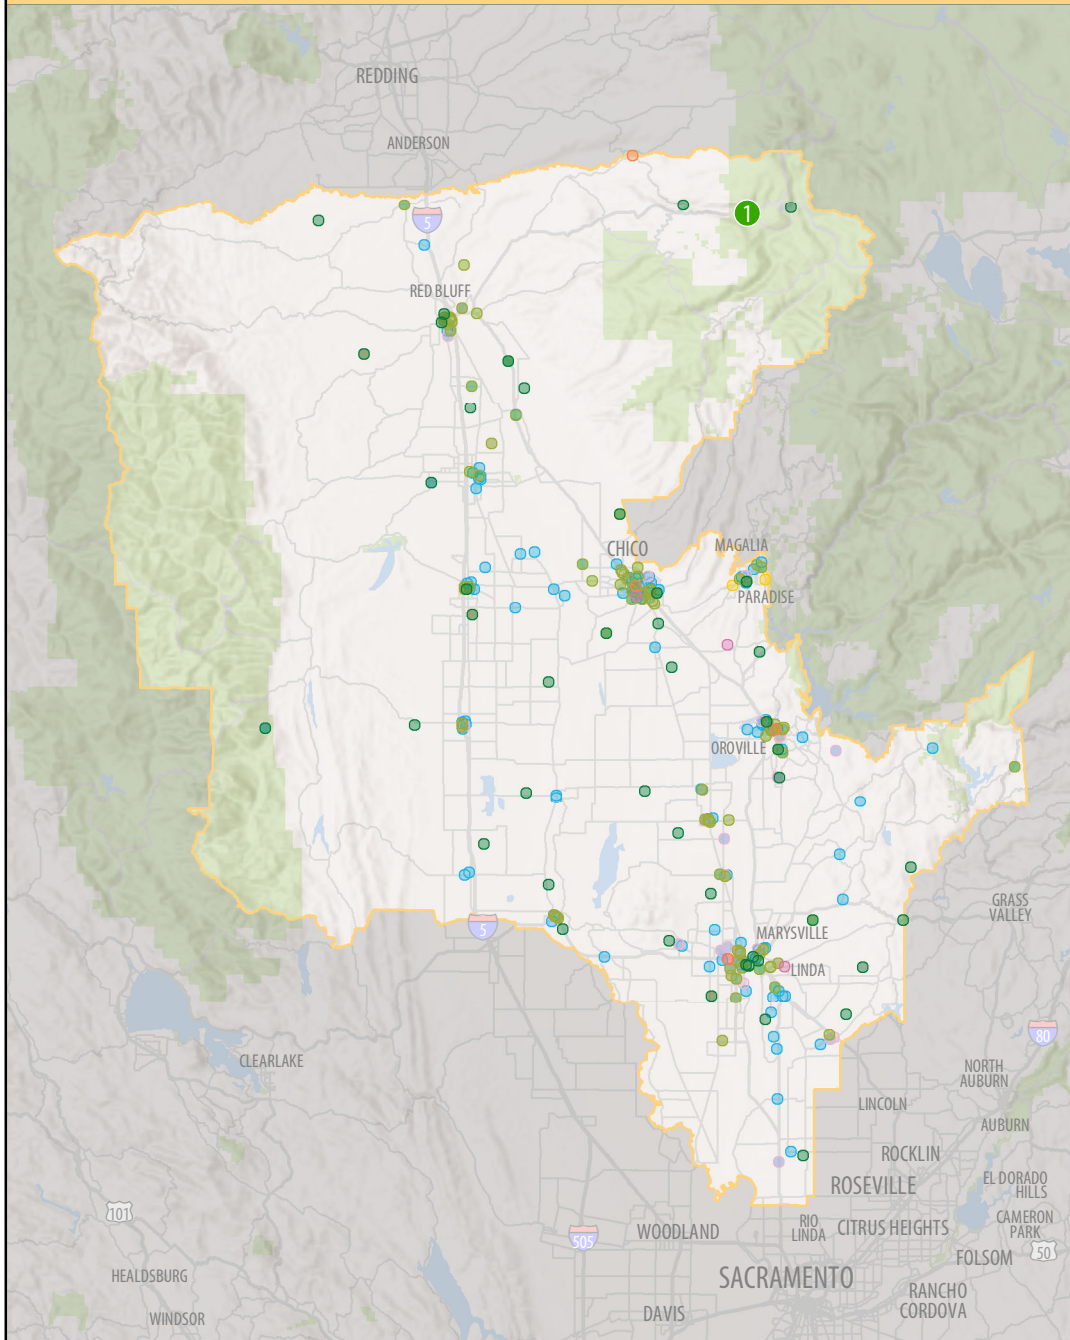 REDDING
ANDERSON
1
5
RED BLUFF
CHICO
MAGALIA
PARADISE
OROVILLE
GRASS
VALLEY
5
MARYSVILLE
LINDA
80
CLEARLAKE
NORTH
AUBURN
LINCOLN
AUBURN
ROCKLIN
EL DORADO
HILLS
ROSEVILLE
101
CAMERON
PARK
RIO
LINDA
CITRUS HEIGHTS
WOODLAND
505
50
FOLSOM
HEALDSBURG
SACRAMENTO
RANCHO
CORDOVA
WINDSOR
DAVIS